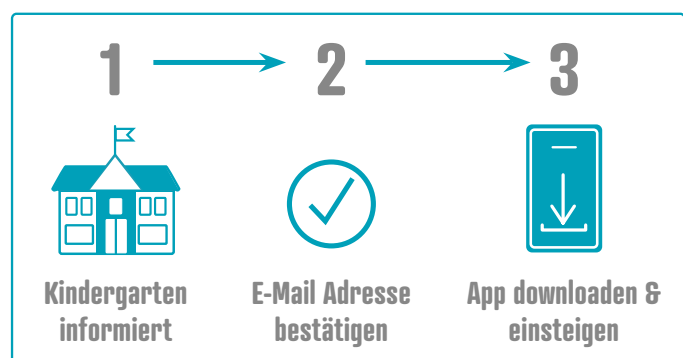 1 2 3
Kindergarten
informiert
E-Mail Adresse
bestätigen
App downloaden &
einsteigen